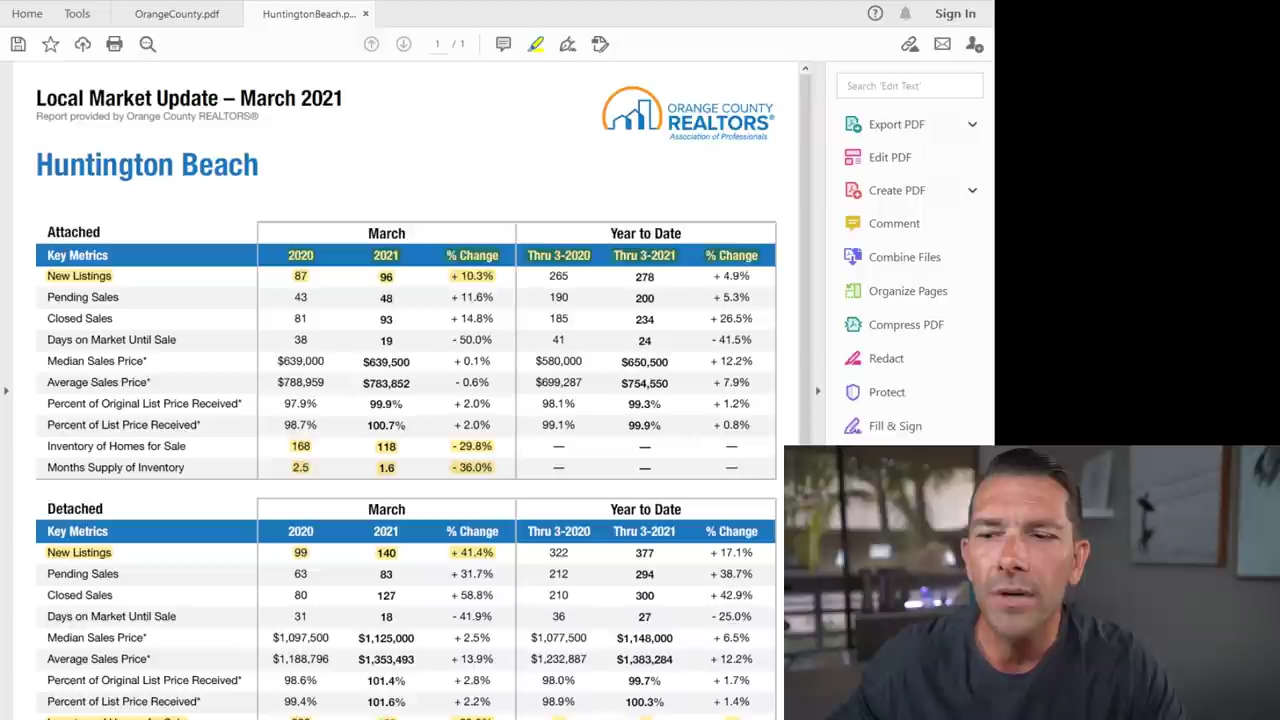 Home Tools OrangeCounty.pdf HuntingtonBeach.p... × Sign In
1 / 1
Local Market Update – March 2021
Report provided by Orange County REALTORS®
ORANGE COUNTY
REALTORS®
Association of Professionals
Huntington Beach
Attached March Year to Date
Key Metrics 2020 2021 % Change Thru 3-2020 Thru 3-2021 % Change
New Listings 87 96 + 10.3% 265 278 + 4.9%
Pending Sales 43 48 + 11.6% 190 200 + 5.3%
Closed Sales 81 93 + 14.8% 185 234 + 26.5%
Days on Market Until Sale 38 19 - 50.0% 41 24 - 41.5%
Median Sales Price* $639,000 $639,500 + 0.1% $580,000 $650,500 + 12.2%
Average Sales Price* $788,959 $783,852 - 0.6% $699,287 $754,550 + 7.9%
Percent of Original List Price Received* 97.9% 99.9% + 2.0% 98.1% 99.3% + 1.2%
Percent of List Price Received* 98.7% 100.7% + 2.0% 99.1% 99.9% + 0.8%
Inventory of Homes for Sale 168 118 - 29.8% — — —
Months Supply of Inventory 2.5 1.6 - 36.0% — — —
Detached March Year to Date
Key Metrics 2020 2021 % Change Thru 3-2020 Thru 3-2021 % Change
New Listings 99 140 + 41.4% 322 377 + 17.1%
Pending Sales 63 83 + 31.7% 212 294 + 38.7%
Closed Sales 80 127 + 58.8% 210 300 + 42.9%
Days on Market Until Sale 31 18 - 41.9% 36 27 - 25.0%
Median Sales Price* $1,097,500 $1,125,000 + 2.5% $1,077,500 $1,148,000 + 6.5%
Average Sales Price* $1,188,796 $1,353,493 + 13.9% $1,232,887 $1,383,284 + 12.2%
Percent of Original List Price Received* 98.6% 101.4% + 2.8% 98.0% 99.7% + 1.7%
Percent of List Price Received* 99.4% 101.6% + 2.2% 98.9% 100.3% + 1.4%
Search 'Edit Text'
Export PDF
Edit PDF
Create PDF
Comment
Combine Files
Organize Pages
Compress PDF
Redact
Protect
Fill & Sign